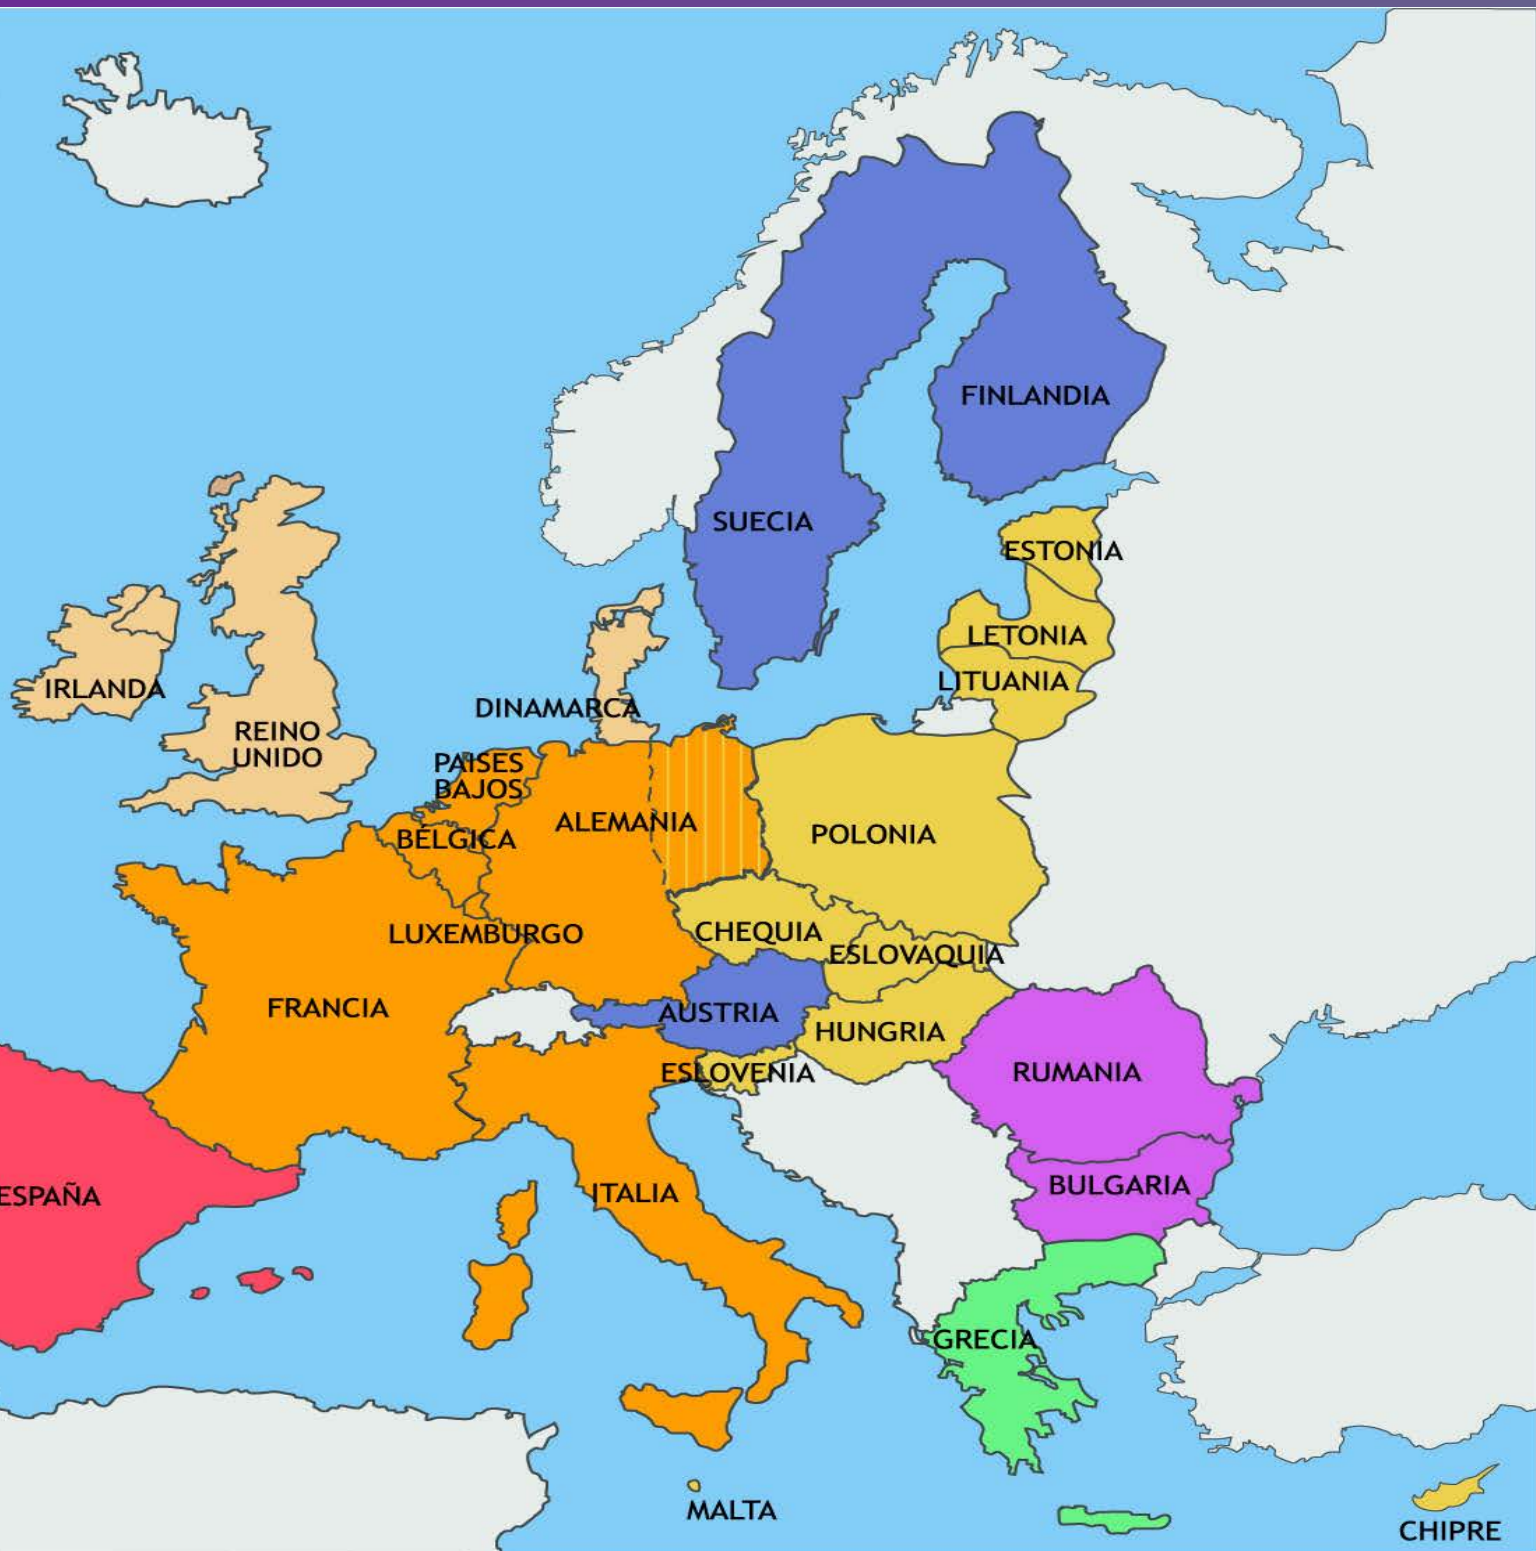 FINLANDIA
SUECIA
ESTONIA
LETONIA
LITUANIA
IRLANDA
DINAMARCA
REINO
UNIDO
PAISES
BAJOS
ALEMANIA
BÉLGICA
POLONIA
LUXEMBURGO
CHEQUIA
ESLOVAQUIA
FRANCIA
AUSTRIA
HUNGRIA
ESLOVENIA
RUMANIA
ESPAÑA
ITALIA
BULGARIA
GRECIA
MALTA
CHIPRE